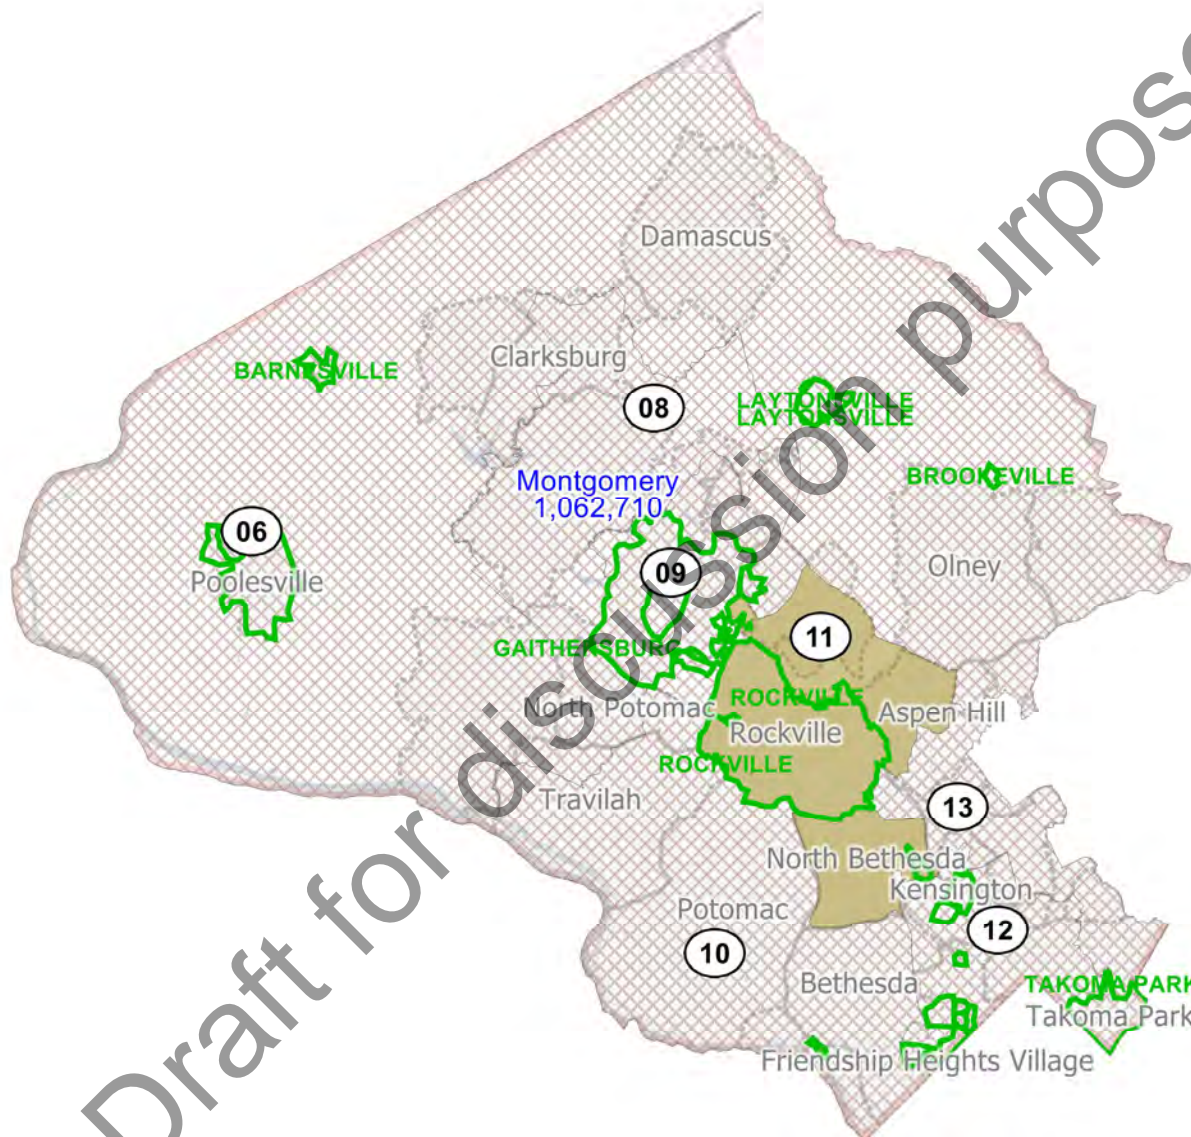 Damascus
Clarksburg
BARNESVILLE
08
LAYTONSVILLE
LAYTONSVILLE
BROOKEVILLE
Montgomery
1,062,710
06
09
Poolesville
Olney
11
GAITHERSBURG
ROCKVILLE
North Potomac
Aspen Hill
Rockville
ROCKVILLE
Travilah
13
North Bethesda
Kensington
Potomac
12
10
Bethesda
TAKOMA PARK
Takoma Park
Friendship Heights Village
Draft for discussion purpose